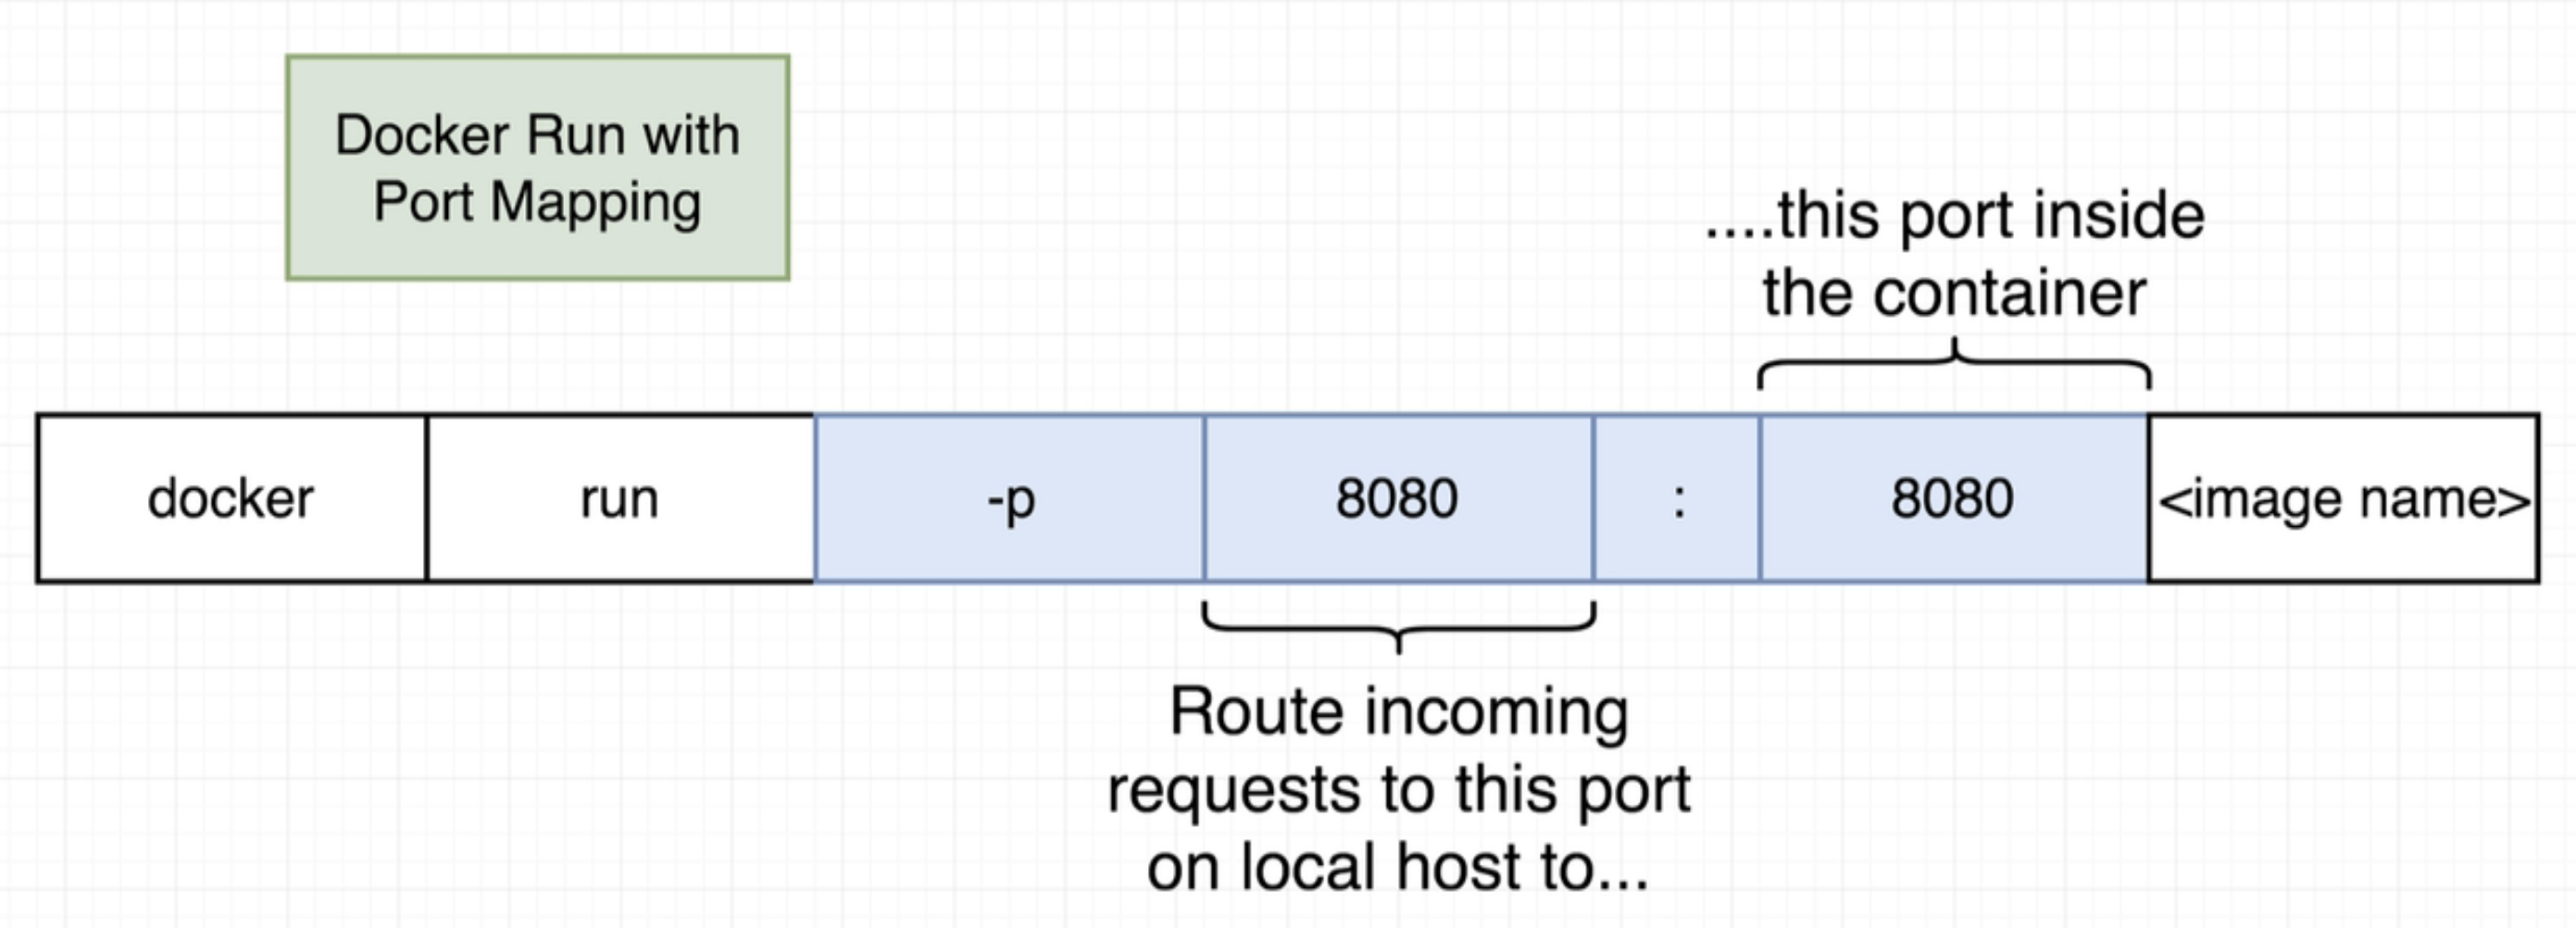 Docker Run with
Port Mapping
....this port inside
the container
docker run -p 8080 : 8080 <image name>
Route incoming
requests to this port
on local host to...